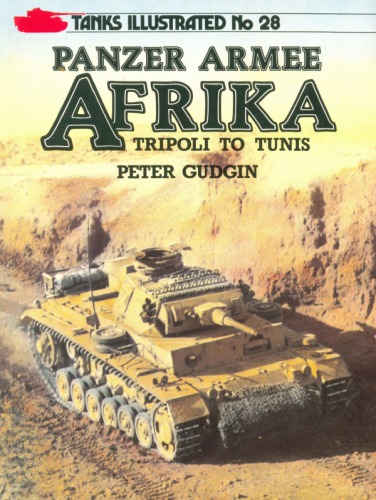 TANKS ILLUSTRATED No 28
PANZER ARMEE
AFRIKA
TRIPOLI TO TUNIS
PETER GUDGIN